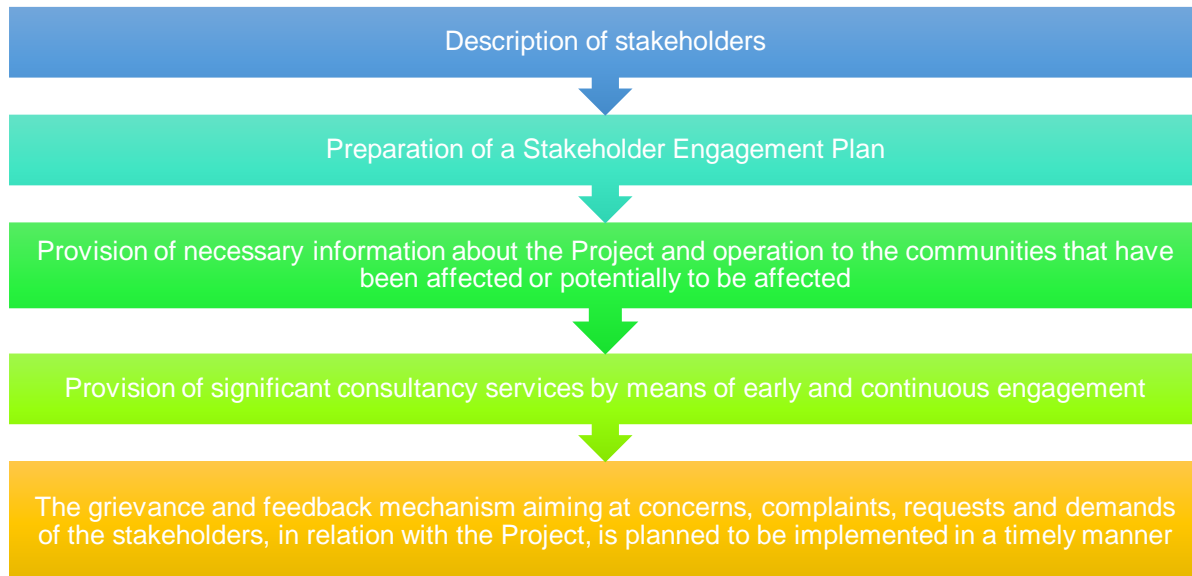 Description of stakeholders
Preparation of a Stakeholder Engagement Plan
Provision of necessary information about the Project and operation to the communities that have
been affected or potentially to be affected
Provision of significant consultancy services by means of early and continuous engagement
The grievance and feedback mechanism aiming at concerns, complaints, requests and demands
of the stakeholders, in relation with the Project, is planned to be implemented in a timely manner